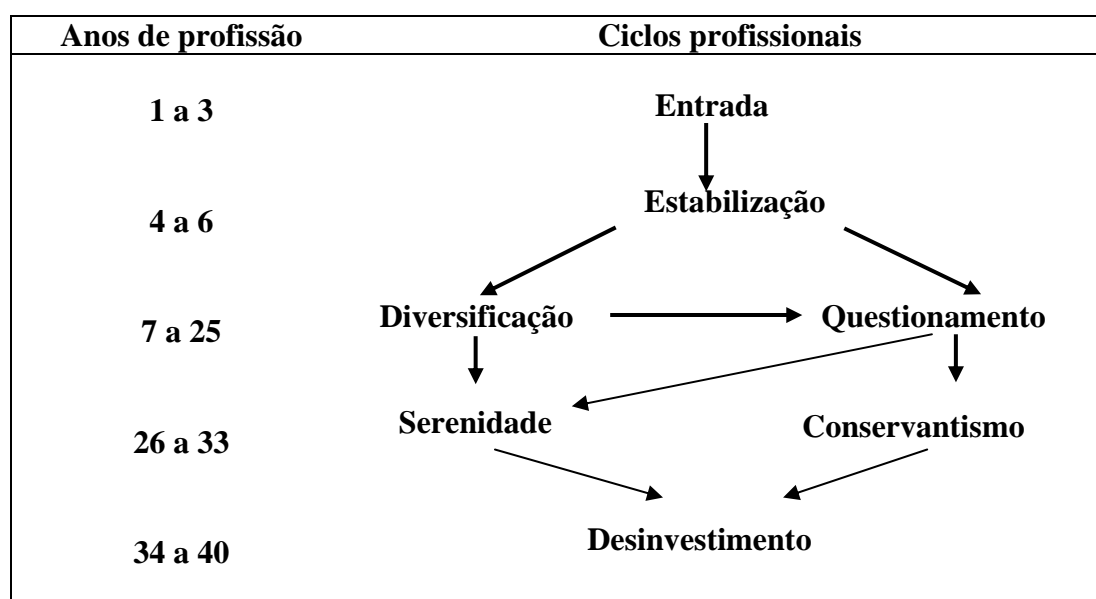 Anos de profissão Ciclos profissionais
1 a 3 Entrada
4 a 6 Estabilização
7 a 25 Diversificação Questionamento
26 a 33 Serenidade Conservantismo
34 a 40 Desinvestimento